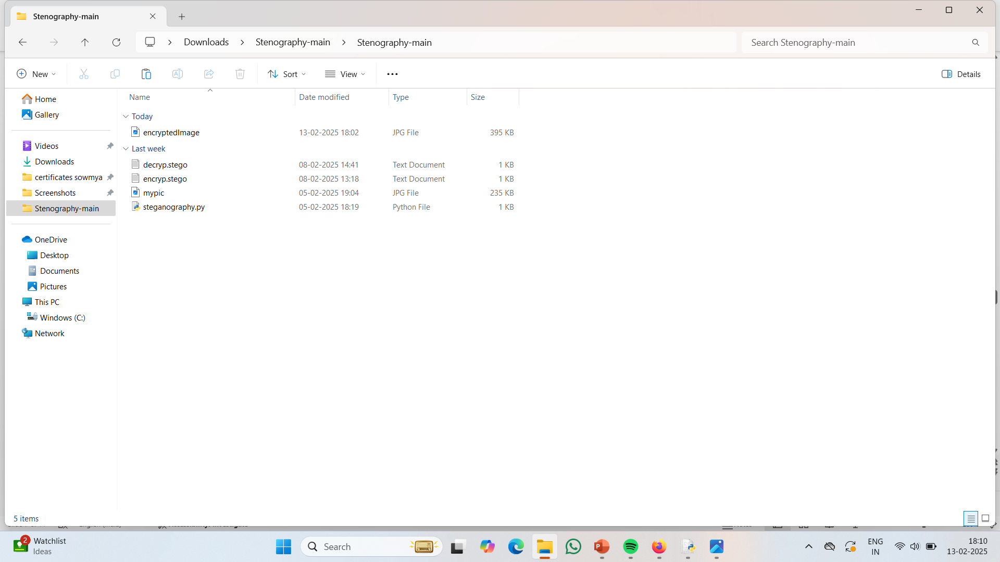 Stenography-main
Downloads > Stenography-main > Stenography-main
Search Stenography-main
New
Sort
View
Details
Home
Gallery
Videos
Downloads
certificates sowmya
Screenshots
Stenography-main
OneDrive
Desktop
Documents
Pictures
This PC
Windows (C:)
Network
Name Date modified Type Size
Today
encryptedImage 13-02-2025 18:02 JPG File 395 KB
Last week
decryp.stego 08-02-2025 14:41 Text Document 1 KB
encryp.stego 08-02-2025 13:18 Text Document 1 KB
mypic 05-02-2025 19:04 JPG File 235 KB
steganography.py 05-02-2025 18:19 Python File 1 KB
5 items
2
Watchlist
Ideas
Search
ENG
IN
18:10
13-02-2025